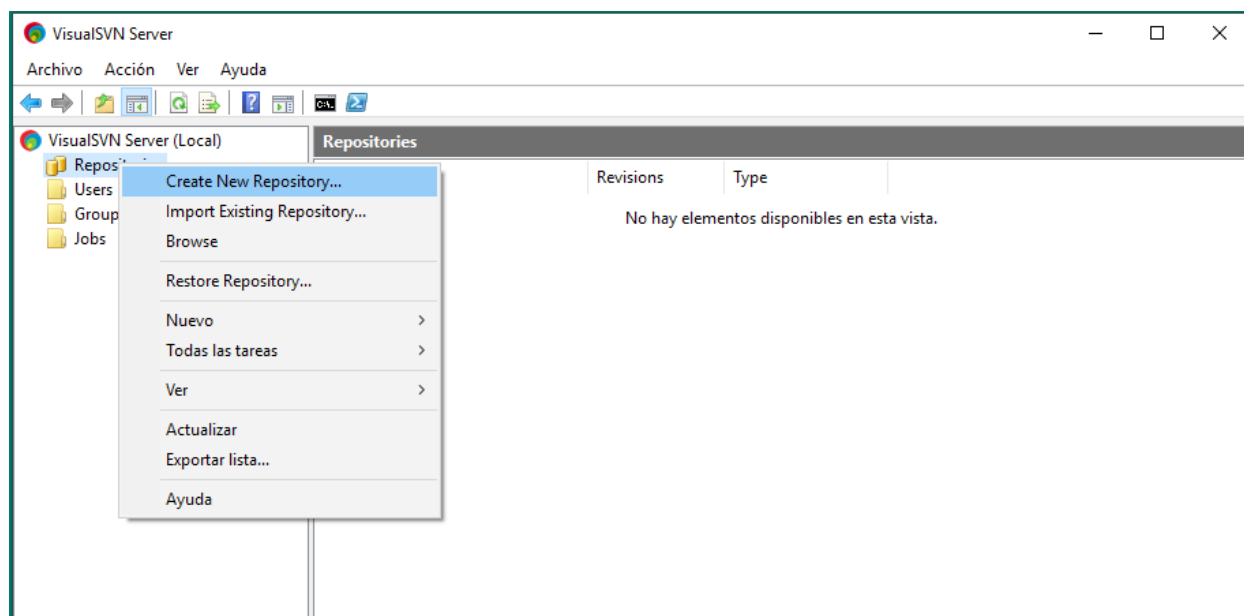 VisualSVN Server
Archivo Acción Ver Ayuda
VisualSVN Server (Local)
Users
Group
Jobs
Create New Repository...
Import Existing Repository...
Browse
Restore Repository...
Nuevo
Todas las tareas
Ver
Actualizar
Exportar lista...
Ayuda
Repositories
Revisions Type
No hay elementos disponibles en esta vista.